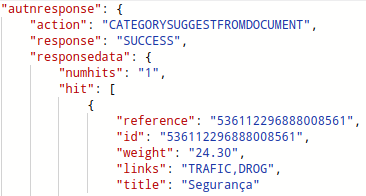 "autnresponse": {
"action": "CATEGORYSUGGESTFROMDOCUMENT",
"response": "SUCCESS",
"responsedata": {
"numhits": "1",
"hit": [
{
"reference": "536112296888008561",
"id": "536112296888008561",
"weight": "24.30",
"links": "TRAFIC,DROG",
"title": "Segurança"